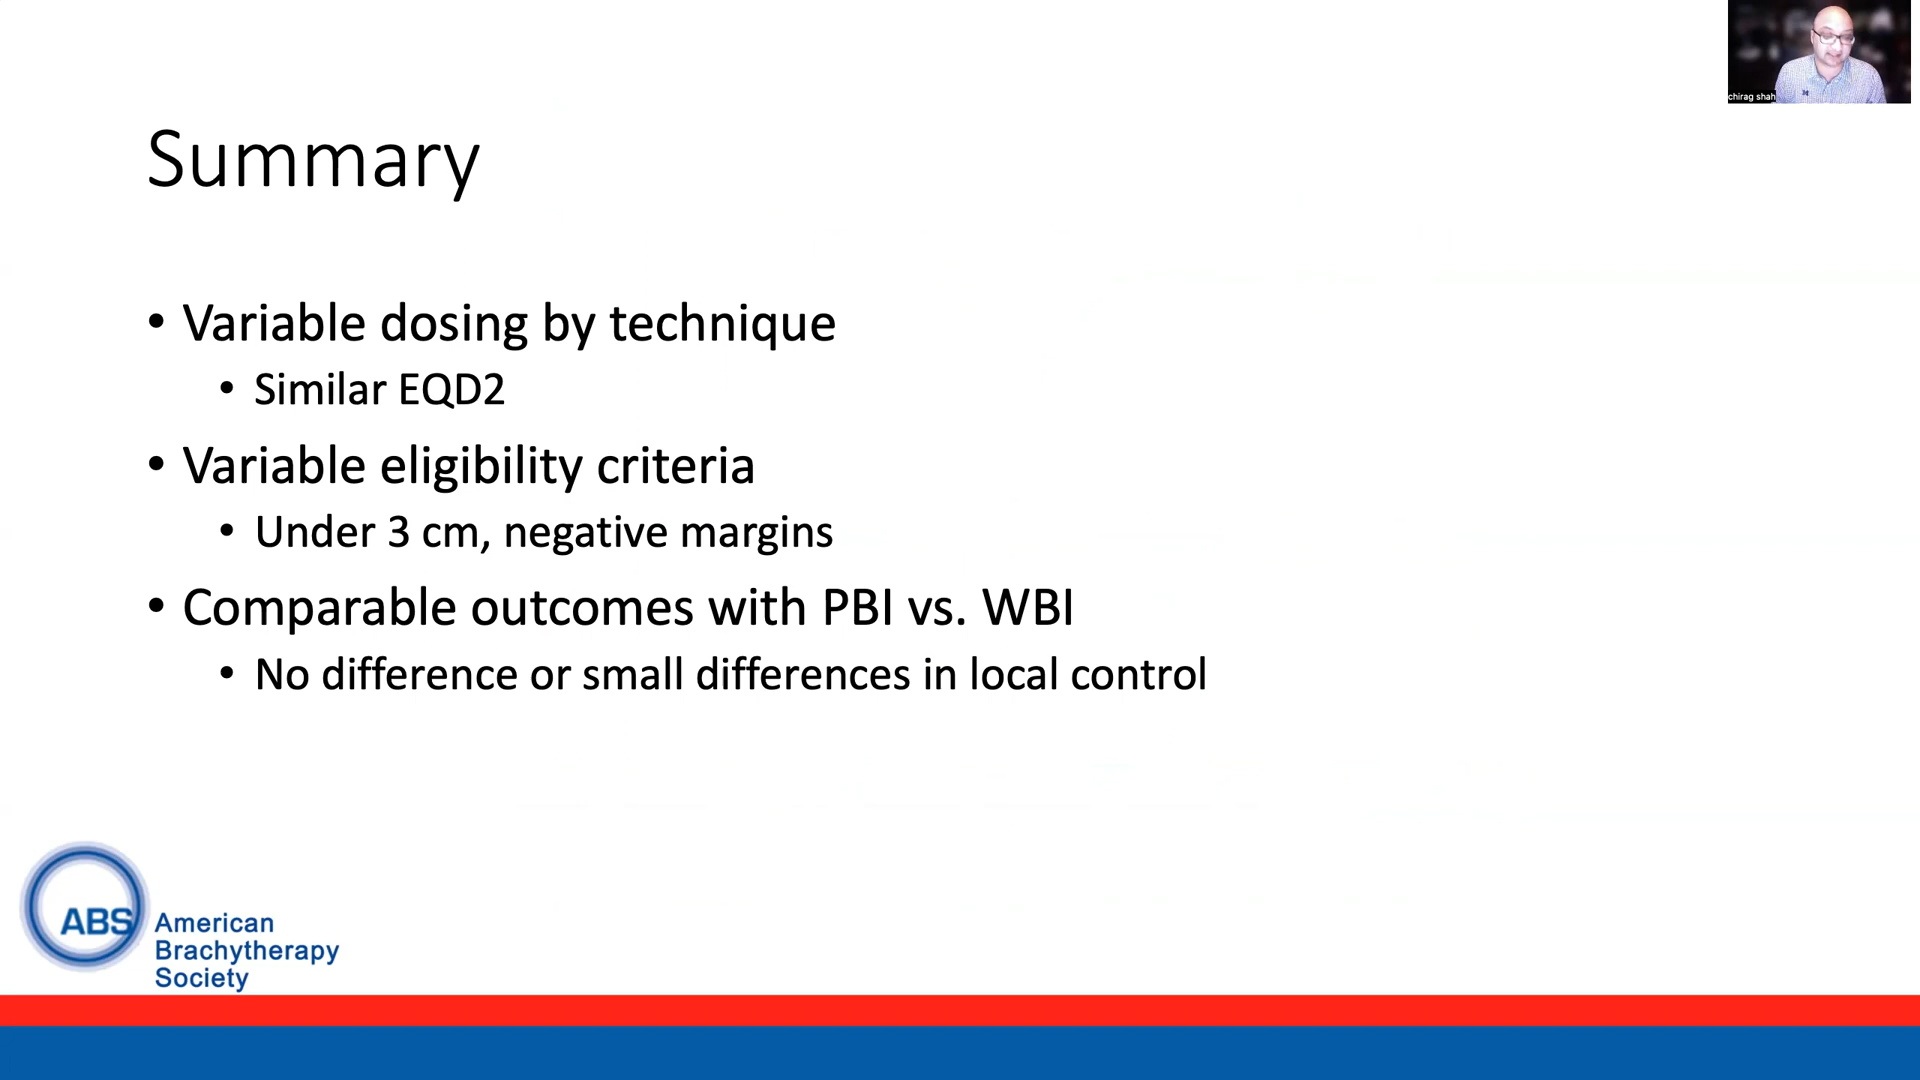 chirag shah
Summary
• Variable dosing by technique
• Similar EQD2
• Variable eligibility criteria
• Under 3 cm, negative margins
• Comparable outcomes with PBI vs. WBI
• No difference or small differences in local control
ABS
American
Brachytherapy
Society